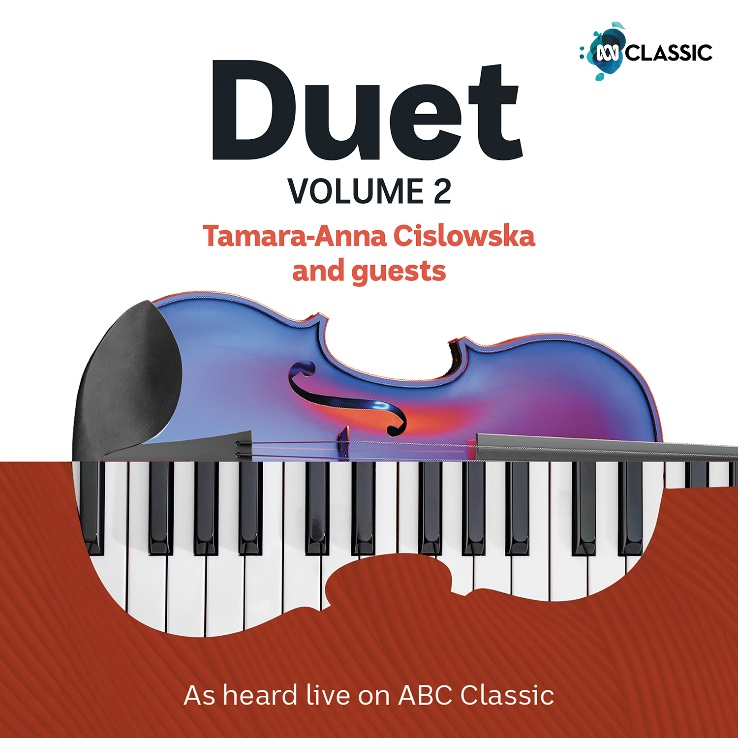 CLASSIC
Duet
VOLUME 2
Tamara-Anna Cislowska
and guests
As heard live on ABC Classic